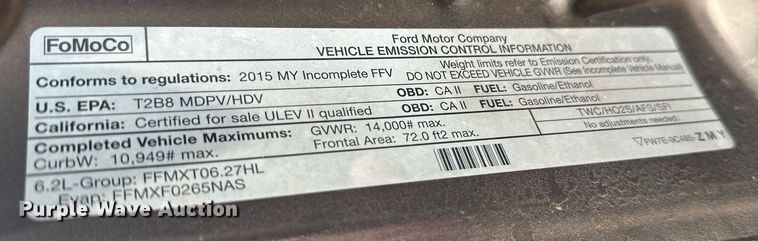 FoMoCo
Ford Motor Company
VEHICLE EMISSION CONTROL INFORMATION
Conforms to regulations: 2015 MY Incomplete FFV
Weight limits refer to Emission Certification only.
DO NOT EXCEED VEHICLE GVWR (See Incomplete Vehicle Manual)
U.S. EPA: T2B8 MDPV/HDV OBD: CA II FUEL: Gasoline/Ethanol
California: Certified for sale ULEV II qualified OBD: CA II FUEL: Gasoline/Ethanol
Completed Vehicle Maximums:
CurbW: 10,949# max.
GVWR: 14,000# max.
Frontal Area: 72.0 ft2 max.
TWC/HO2S/AFS/SFI
No adjustments needed.
6.2L-Group: FFMXT06.27HL
Evap: FFMXF0265NAS
FW7E-9C485-ZMY
Purple Wave Auction